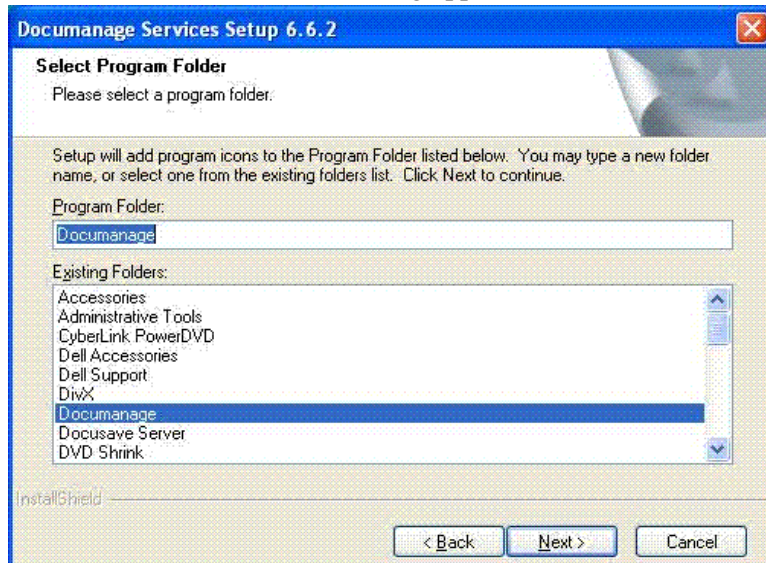 Documanage Services Setup 6.6.2
Select Program Folder
Please select a program folder.
Setup will add program icons to the Program Folder listed below. You may type a new folder
name, or select one from the existing folders list. Click Next to continue.
Program Folder:
Documanage
Existing Folders:
Accessories
Administrative Tools
CyberLink PowerDVD
Dell Accessories
Dell Support
DivX
Documanage
Docusave Server
DVD Shrink
InstallShield
< Back Next > Cancel